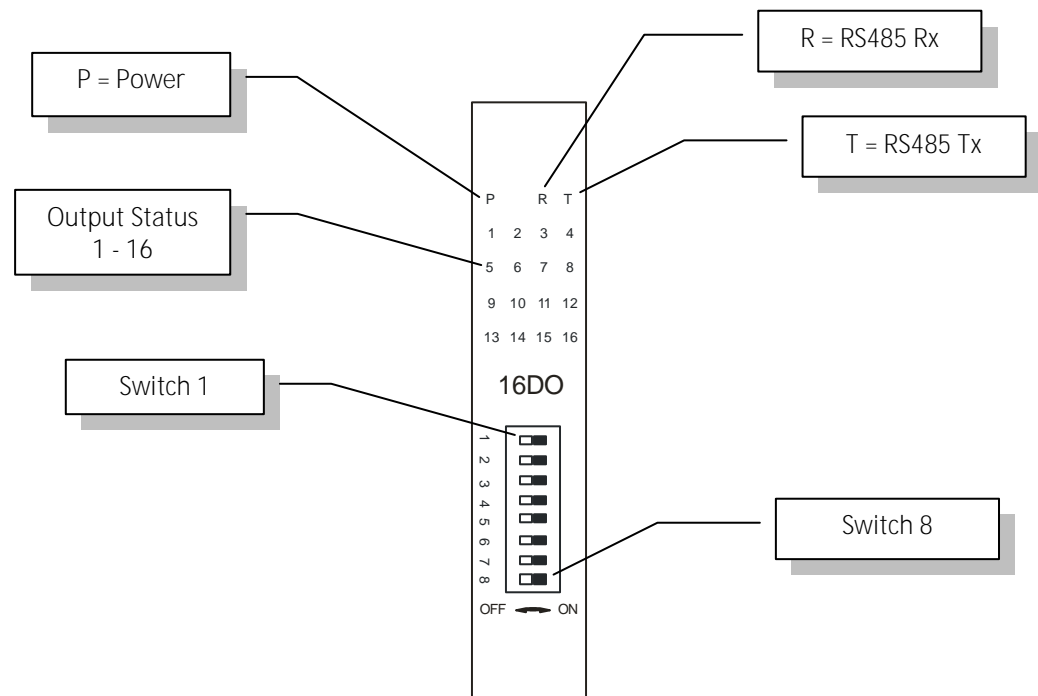 R = RS485 Rx
P = Power
T = RS485 Tx
P R T
Output Status
1 - 16
1 2 3 4
5 6 7 8
9 10 11 12
13 14 15 16
Switch 1
16DO
1
2
3
4
5
6
7
8
Switch 8
OFF ON